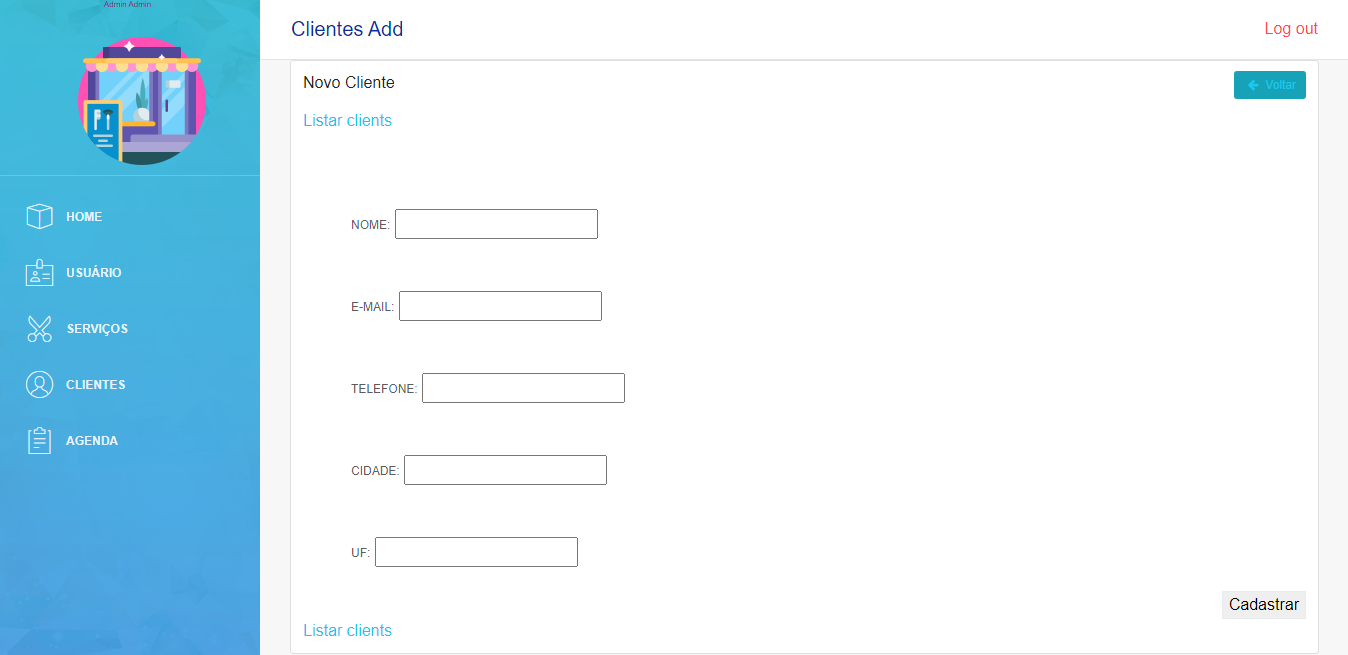 Admin Admin
Clientes Add
Log out
Novo Cliente
Voltar
Listar clients
HOME
USUÁRIO
SERVIÇOS
CLIENTES
AGENDA
NOME:
E-MAIL:
TELEFONE:
CIDADE:
UF:
Cadastrar
Listar clients